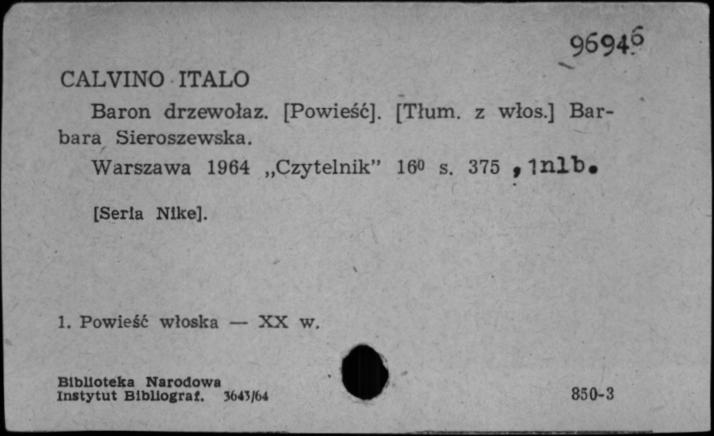 96946
CALVINO ITALO
Baron drzewołaz. [Powieść]. [Tłum. z włos.] Bar-
bara Sieroszewska.
Warszawa 1964 „Czytelnik” 16⁰ s. 375 , 1nlb.
[Seria Nike].
1. Powieść włoska — XX w.
Biblioteka Narodowa
Instytut Bibliograf. 3643/64
850-3